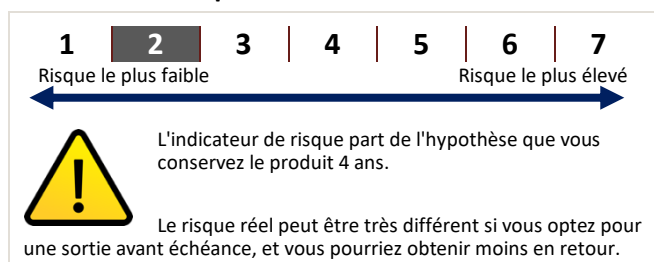 1 2 3 4 5 6 7
Risque le plus faible Risque le plus élevé
L'indicateur de risque part de l'hypothèse que vous
conservez le produit 4 ans.
Le risque réel peut être très différent si vous optez pour
une sortie avant échéance, et vous pourriez obtenir moins en retour.